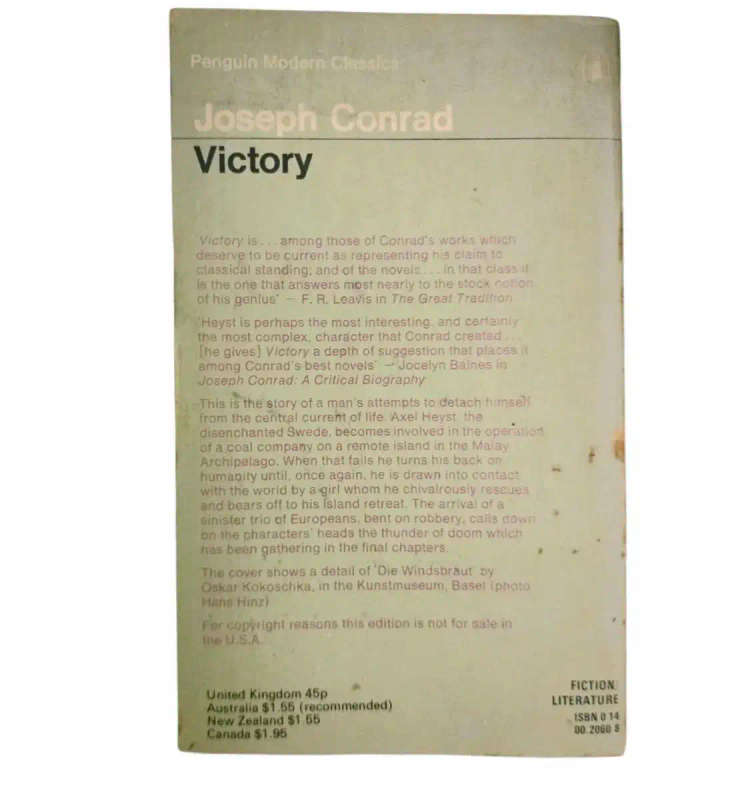 Penguin Modern Classics
Joseph Conrad
Victory
Victory is . . . among those of Conrad's works which
deserve to be current as representing his claim to
classical standing; and of the novels . . . in that class it
is the one that answers most nearly to the stock notion
of his genius' – F. R. Leavis in The Great Tradition
'Heyst is perhaps the most interesting, and certainly
the most complex, character that Conrad created . . .
[he gives] Victory a depth of suggestion that places it
among Conrad's best novels' – Jocelyn Baines in
Joseph Conrad: A Critical Biography
This is the story of a man's attempts to detach himself
from the central current of life. Axel Heyst, the
disenchanted Swede, becomes involved in the operation
of a coal company on a remote island in the Malay
Archipelago. When that fails he turns his back on
humanity until, once again, he is drawn into contact
with the world by a girl whom he chivalrously rescues
and bears off to his island retreat. The arrival of a
sinister trio of Europeans, bent on robbery, calls down
on the characters' heads the thunder of doom which
has been gathering in the final chapters.
The cover shows a detail of 'Die Windsbraut' by
Oskar Kokoschka, in the Kunstmuseum, Basel (photo
Hans Hinz)
For copyright reasons this edition is not for sale in
the U.S.A.
United Kingdom 45p
Australia $1.55 (recommended)
New Zealand $1.55
Canada $1.95
FICTION/
LITERATURE
ISBN 0 14
00.2060 8